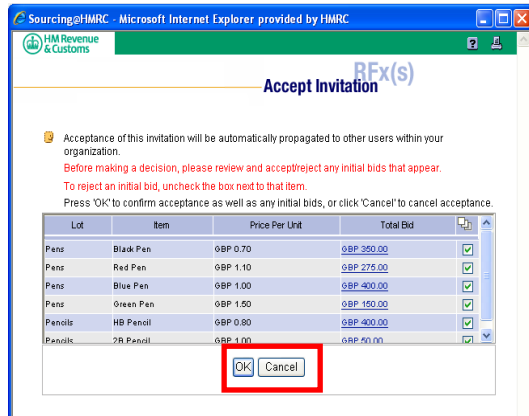 Sourcing@HMRC - Microsoft Internet Explorer provided by HMRC
HM Revenue
& Customs
RFx(s)
Accept Invitation
Acceptance of this invitation will be automatically propagated to other users within your
organization.
Before making a decision, please review and accept/reject any initial bids that appear.
To reject an initial bid, uncheck the box next to that item.
Press 'OK' to confirm acceptance as well as any initial bids, or click 'Cancel' to cancel acceptance.
Lot Item Price Per Unit Total Bid
Pens Black Pen GBP 0.70 GBP 350.00
Pens Red Pen GBP 1.10 GBP 275.00
Pens Blue Pen GBP 1.00 GBP 400.00
Pens Green Pen GBP 1.50 GBP 150.00
Pencils HB Pencil GBP 0.80 GBP 400.00
Pencils 2B Pencil GBP 1.00 GBP 50.00
OK Cancel